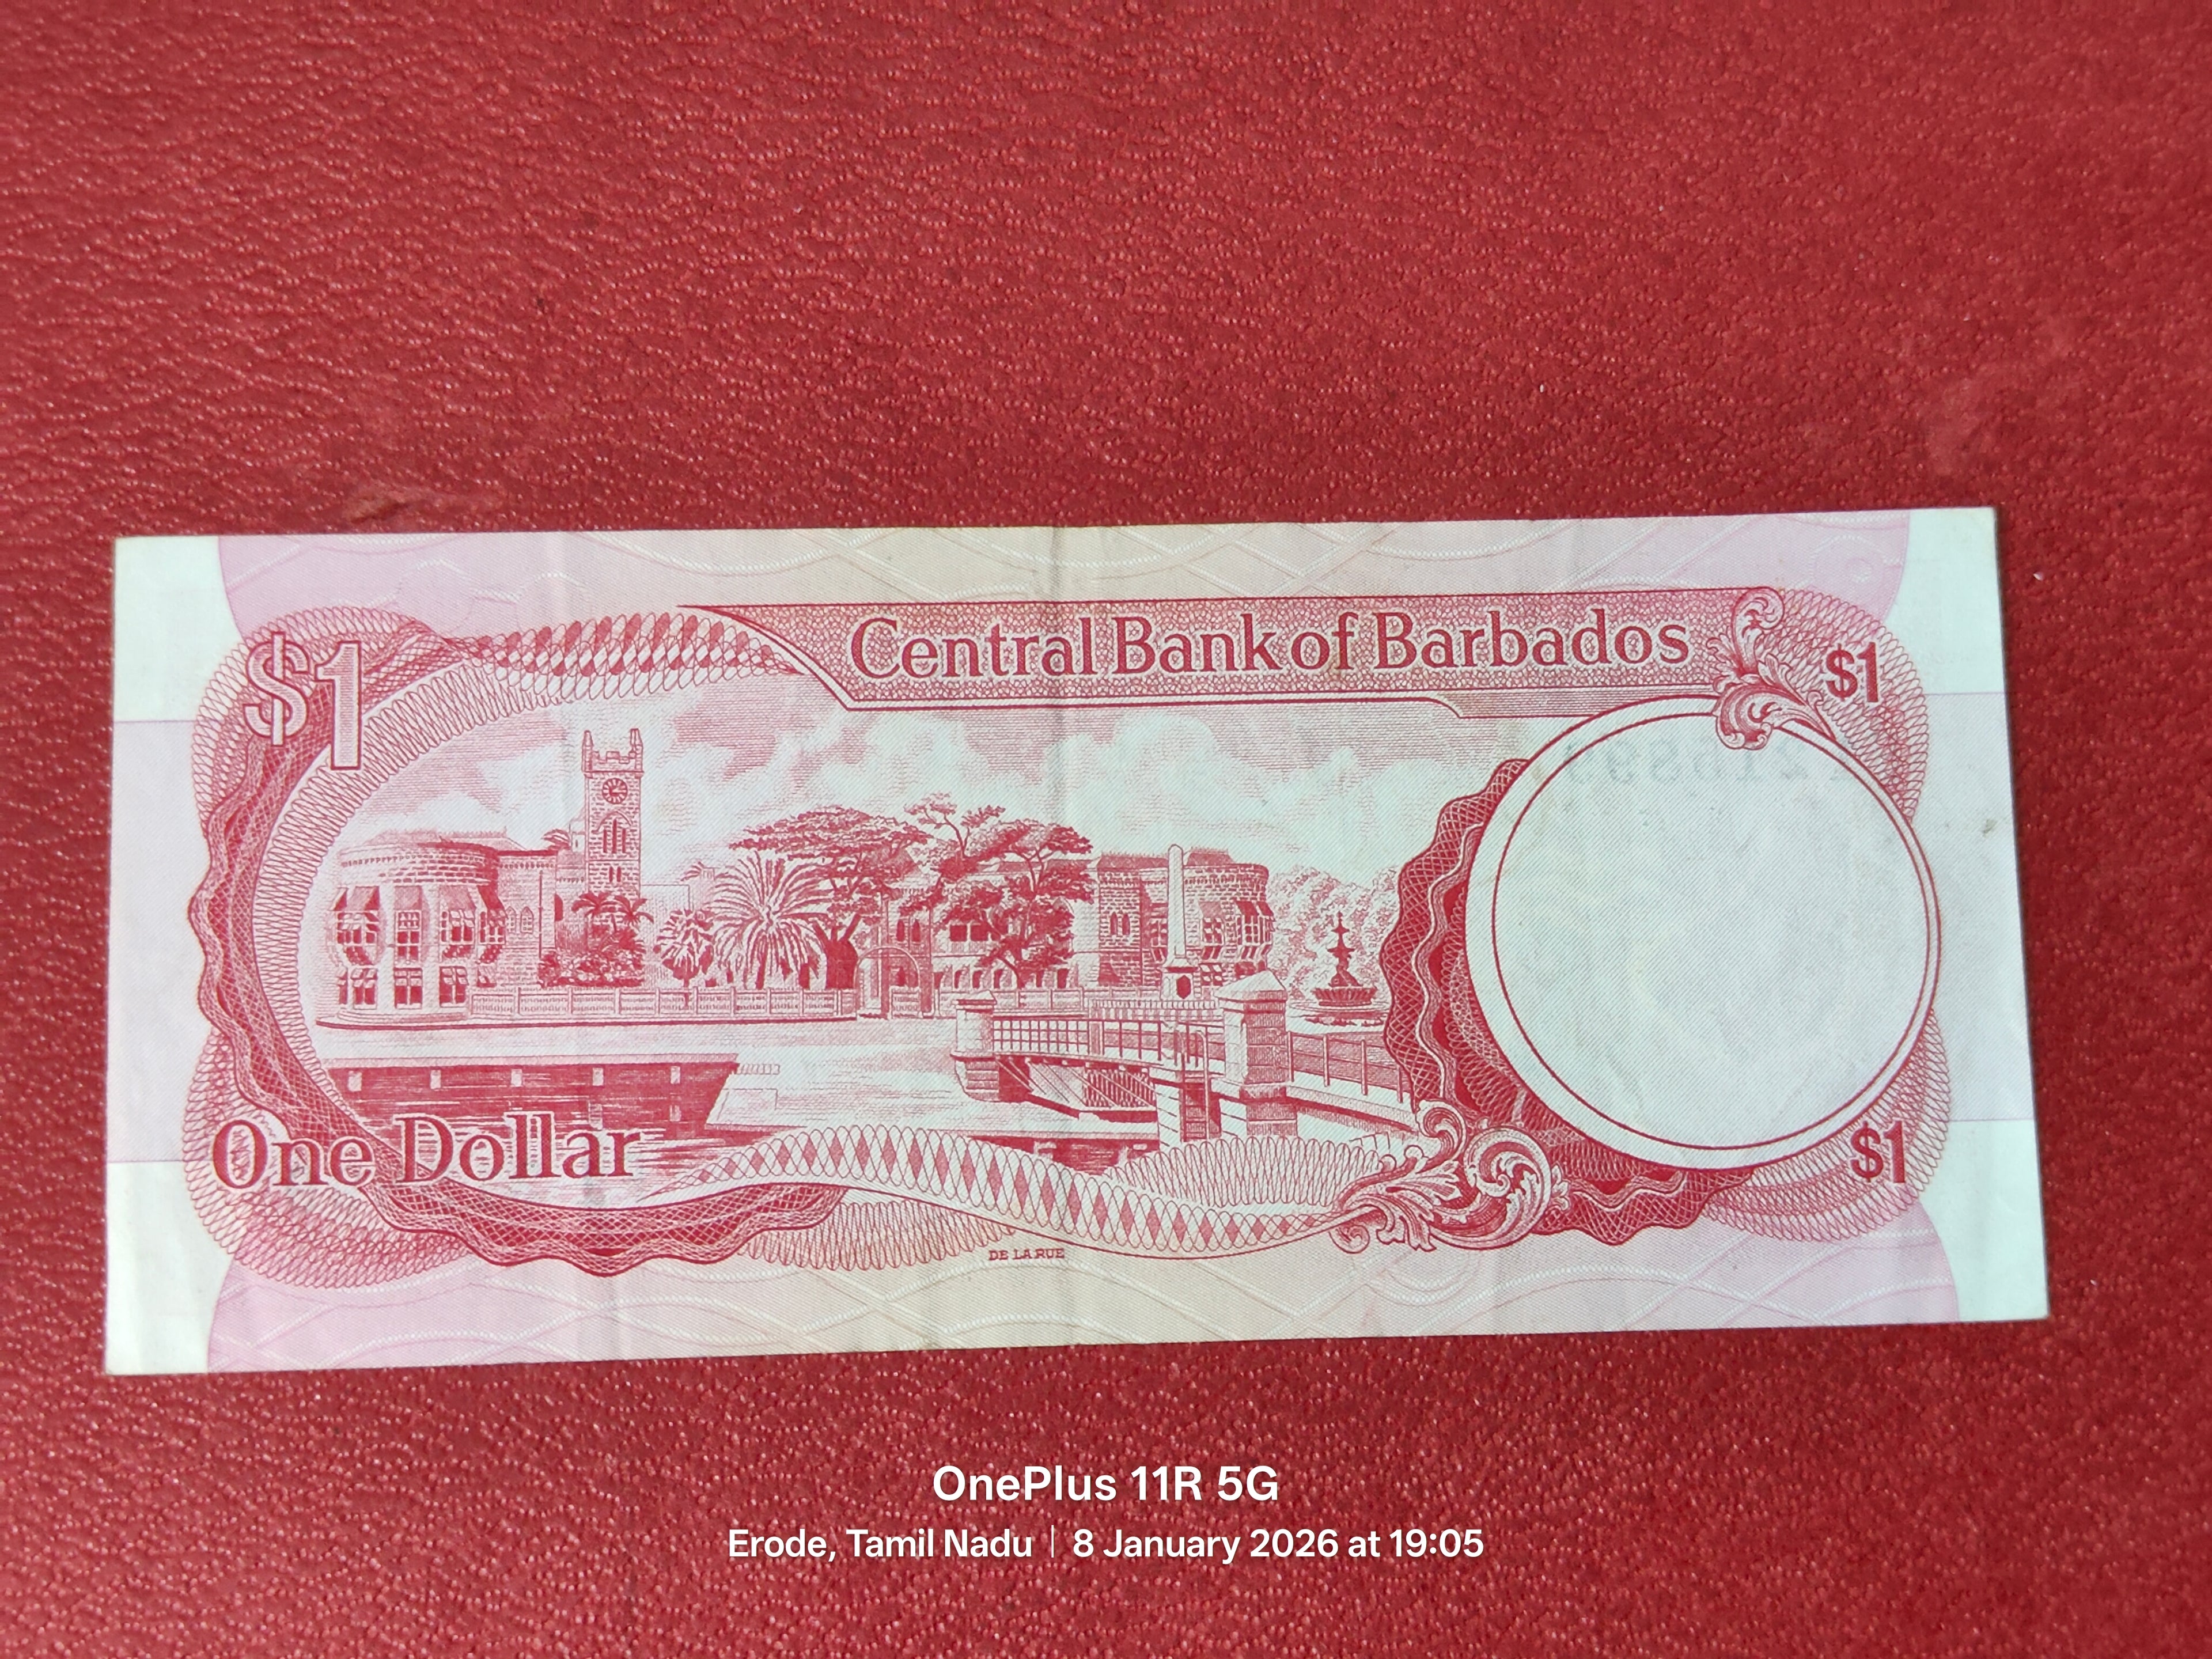 Central Bank of Barbados
$1
$1
One Dollar
$1
DE LA RUE
OnePlus 11R 5G
Erode, Tamil Nadu | 8 January 2026 at 19:05